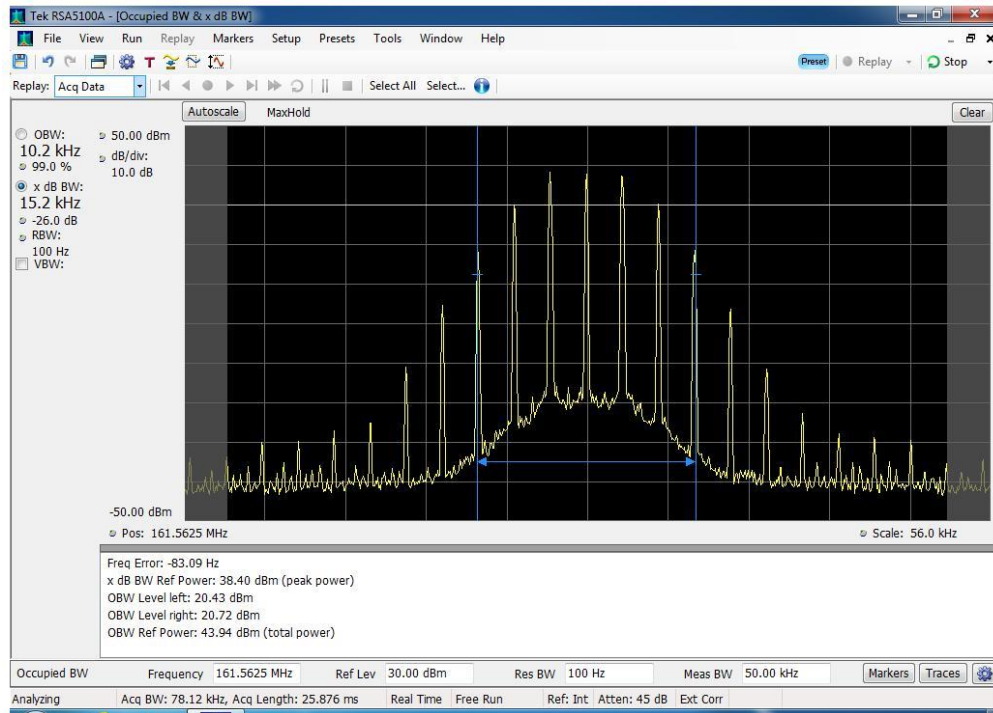 Tek RSA5100A - [Occupied BW & x dB BW]
File View Run Replay Markers Setup Presets Tools Window Help
T Preset Replay Stop
Replay: Acq Data Select All Select...
Autoscale MaxHold Clear
OBW:
10.2 kHz
99.0 %
x dB BW:
15.2 kHz
-26.0 dB
RBW:
100 Hz
VBW:
50.00 dBm
dB/div:
10.0 dB
-50.00 dBm
Pos: 161.5625 MHz Scale: 56.0 kHz
Freq Error: -83.09 Hz
x dB BW Ref Power: 38.40 dBm (peak power)
OBW Level left: 20.43 dBm
OBW Level right: 20.72 dBm
OBW Ref Power: 43.94 dBm (total power)
Occupied BW Frequency 161.5625 MHz Ref Lev 30.00 dBm Res BW 100 Hz Meas BW 50.00 kHz Markers Traces
Analyzing Acq BW: 78.12 kHz, Acq Length: 25.876 ms Real Time Free Run Ref: Int Atten: 45 dB Ext Corr